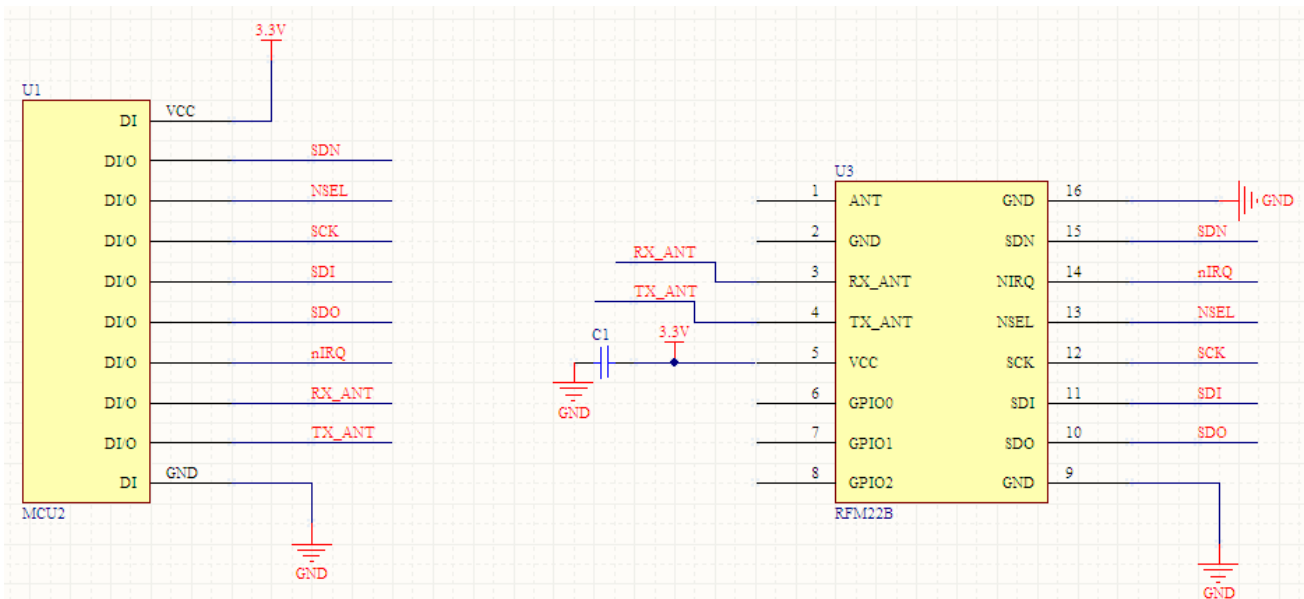 3.3V
U1
DI VCC
DI/O SDN
DI/O NSEL
DI/O SCK
DI/O SDI
DI/O SDO
DI/O nIRQ
DI/O RX_ANT
DI/O TX_ANT
DI GND
MCU2
GND
U3
1 ANT GND 16 GND
2 GND SDN 15 SDN
RX_ANT 3 RX_ANT NIRQ 14 nIRQ
TX_ANT 4 TX_ANT NSEL 13 NSEL
C1 3.3V 5 VCC SCK 12 SCK
GND
6 GPIO0 SDI 11 SDI
7 GPIO1 SDO 10 SDO
8 GPIO2 GND 9
RFM22B
GND